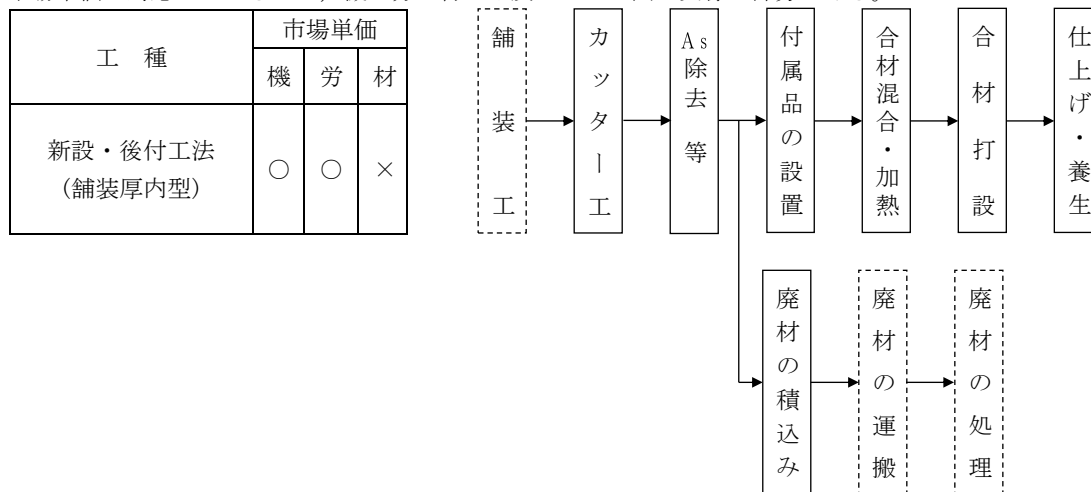 工 種
市場単価
機 労 材
新設・後付工法
(舗装厚内型)
○ ○ ×
舗装工
カッター工
As除去等
付属品の設置
合材混合・加熱
合材打設
仕上げ・養生
廃材の積込み
廃材の運搬
廃材の処理